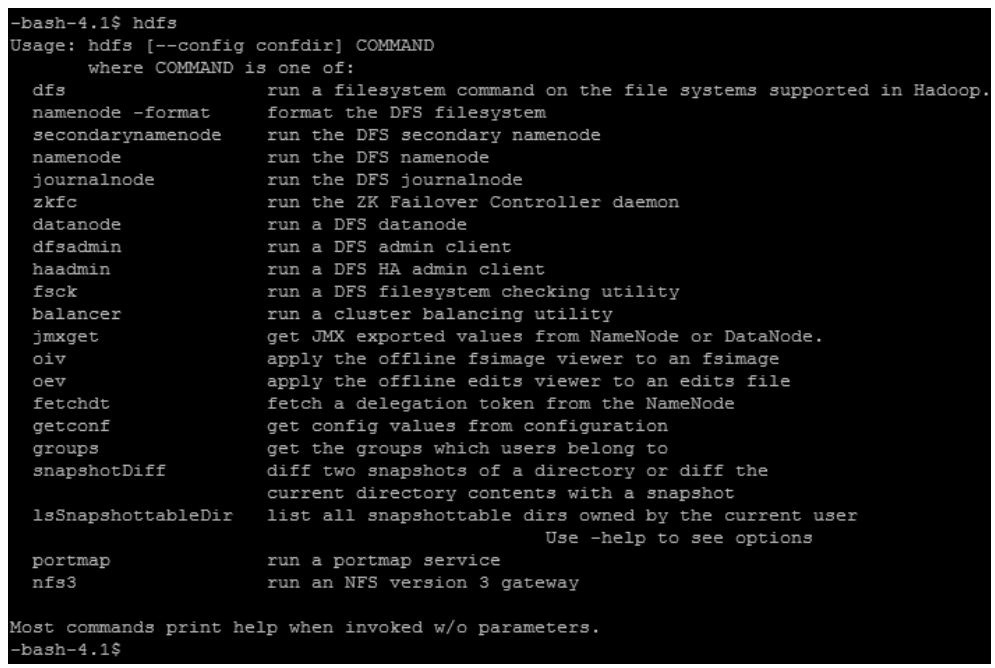 -bash-4.1$ hdfs
Usage: hdfs [--config confdir] COMMAND
       where COMMAND is one of:
  dfs                  run a filesystem command on the file systems supported in Hadoop.
  namenode -format     format the DFS filesystem
  secondarynamenode    run the DFS secondary namenode
  namenode             run the DFS namenode
  journalnode          run the DFS journalnode
  zkfc                 run the ZK Failover Controller daemon
  datanode             run a DFS datanode
  dfsadmin             run a DFS admin client
  haadmin              run a DFS HA admin client
  fsck                 run a DFS filesystem checking utility
  balancer             run a cluster balancing utility
  jmxget               get JMX exported values from NameNode or DataNode.
  oiv                  apply the offline fsimage viewer to an fsimage
  oev                  apply the offline edits viewer to an edits file
  fetchdt              fetch a delegation token from the NameNode
  getconf              get config values from configuration
  groups               get the groups which users belong to
  snapshotDiff         diff two snapshots of a directory or diff the
                       current directory contents with a snapshot
  lsSnapshottableDir   list all snapshottable dirs owned by the current user
                                                Use -help to see options
  portmap              run a portmap service
  nfs3                 run an NFS version 3 gateway

Most commands print help when invoked w/o parameters.
-bash-4.1$